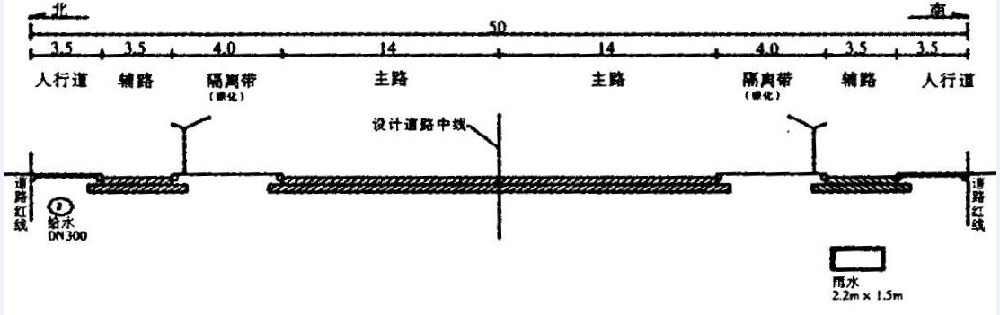 北 南
50
3.5 3.5 4.0 14 14 4.0 3.5 3.5
人行道 辅路 隔离带 主路 主路 隔离带 辅路 人行道
(绿化) (绿化)
设计道路中线
道路红线
道路红线
给水
DN300
雨水
2.2m × 1.5m